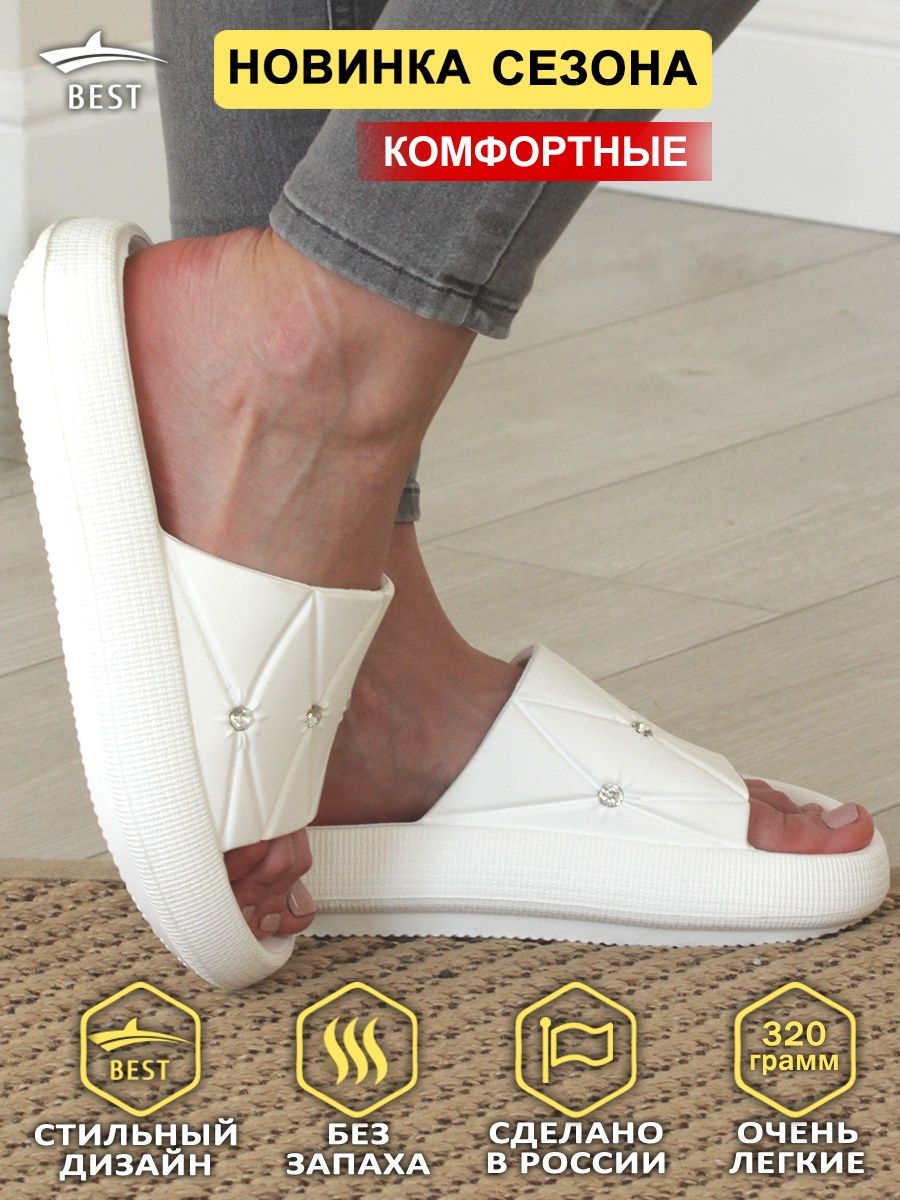 BEST
НОВИНКА СЕЗОНА
КОМФОРТНЫЕ
BEST
СТИЛЬНЫЙ
ДИЗАЙН
БЕЗ
ЗАПАХА
СДЕЛАНО
В РОССИИ
320
грамм
ОЧЕНЬ
ЛЕГКИЕ